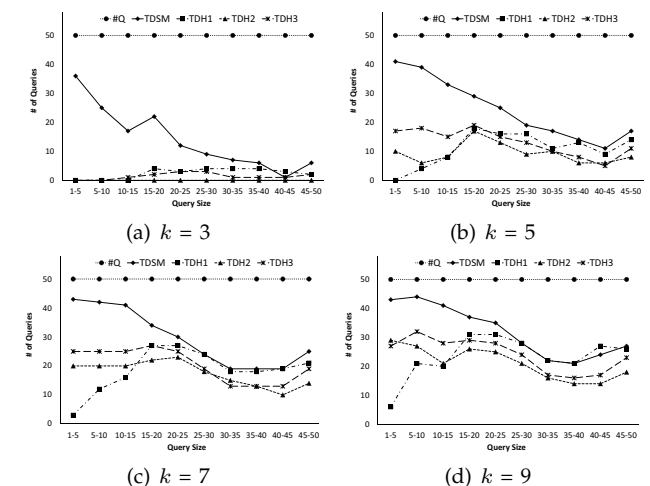 #Q TDSM TDH1 TDH2 TDH3
# of Queries
50
40
30
20
10
0
1-5 5-10 10-15 15-20 20-25 25-30 30-35 35-40 40-45 45-50
Query Size
(a) k = 3
#Q TDSM TDH1 TDH2 TDH3
# of Queries
50
40
30
20
10
0
1-5 5-10 10-15 15-20 20-25 25-30 30-35 35-40 40-45 45-50
Query Size
(b) k = 5
#Q TDSM TDH1 TDH2 TDH3
# of Queries
50
40
30
20
10
0
1-5 5-10 10-15 15-20 20-25 25-30 30-35 35-40 40-45 45-50
Query Size
(c) k = 7
#Q TDSM TDH1 TDH2 TDH3
# of Queries
50
40
30
20
10
0
1-5 5-10 10-15 15-20 20-25 25-30 30-35 35-40 40-45 45-50
Query Size
(d) k = 9